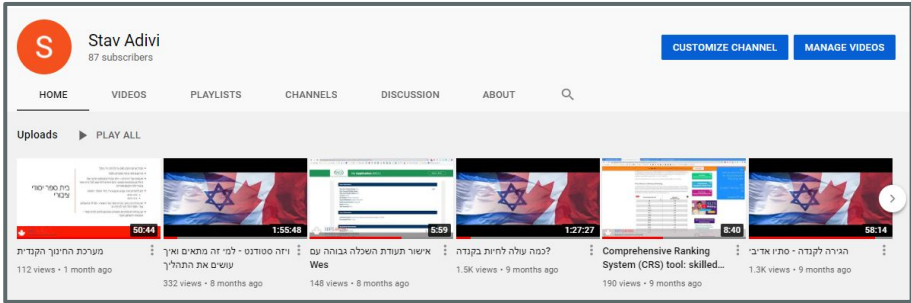 S
Stav Adivi
87 subscribers
CUSTOMIZE CHANNEL
MANAGE VIDEOS
HOME
VIDEOS
PLAYLISTS
CHANNELS
DISCUSSION
ABOUT
Uploads
PLAY ALL
בית ספר יסודי
ציבורי
50:44
1:55:48
5:59
1:27:27
8:40
58:14
מערכת החינוך הקנדית
112 views • 1 month ago
ויזה סטודנט - למי זה מתאים ואיך
עושים את התהליך
332 views • 8 months ago
אישור תעודת השכלה גבוהה עם
Wes
148 views • 8 months ago
כמה עולה לחיות בקנדה?
1.5K views • 9 months ago
Comprehensive Ranking
System (CRS) tool: skilled...
190 views • 9 months ago
הגירה לקנדה - סתיו אדיבי
1.3K views • 9 months ago